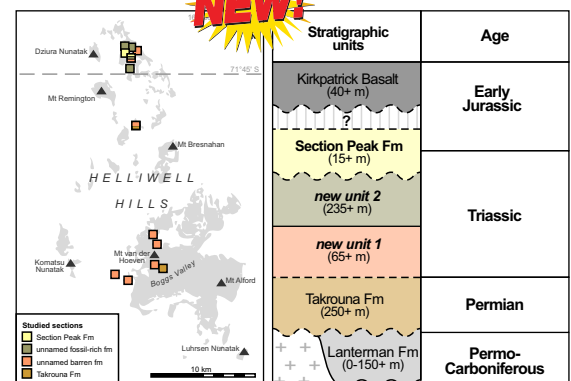 NEW!
Dziura Nunatak
71°45' S
Mt Remington
Mt Bresnahan
HELLIWELL
HILLS
Mt van der
Hoeven
Komatsu
Nunatak
Boggs Valley
Mt Alford
Luhrsen Nunatak
10 km
Studied sections
Section Peak Fm
unnamed fossil-rich fm
unnamed barren fm
Takrouna Fm
Stratigraphic
units
Age
Kirkpatrick Basalt
(40+ m)
Early
Jurassic
?
Section Peak Fm
(15+ m)
new unit 2
(235+ m)
Triassic
new unit 1
(65+ m)
Takrouna Fm
(250+ m)
Permian
Lanterman Fm
(0-150+ m)
Permo-
Carboniferous